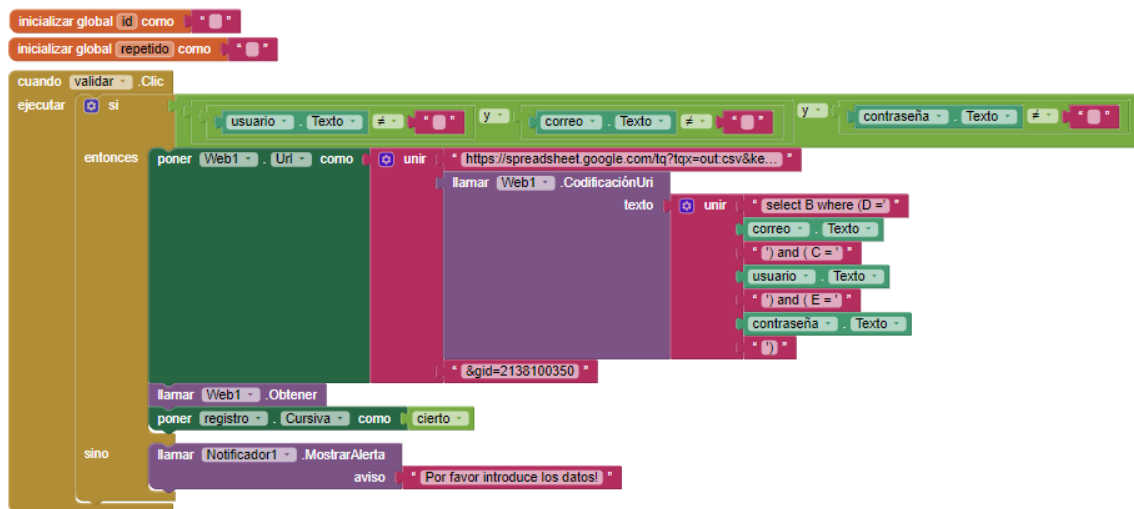 inicializar global id como " "
inicializar global repetido como " "
cuando validar .Clic
ejecutar si usuario . Texto ≠ " " y correo . Texto ≠ " " y contraseña . Texto ≠ " "
entonces poner Web1 . Url como unir " https://spreadsheet.google.com/tq?tqx=out:csv&ke... "
llamar Web1 .CodificaciónUri
texto unir " select B where (D =' "
correo . Texto
" ') and ( C = ' "
usuario . Texto
" ') and ( E = ' "
contraseña . Texto
" ') "
" &gid=2138100350 "
llamar Web1 .Obtener
poner registro . Cursiva como cierto
sino llamar Notificador1 .MostrarAlerta
aviso " Por favor introduce los datos! "